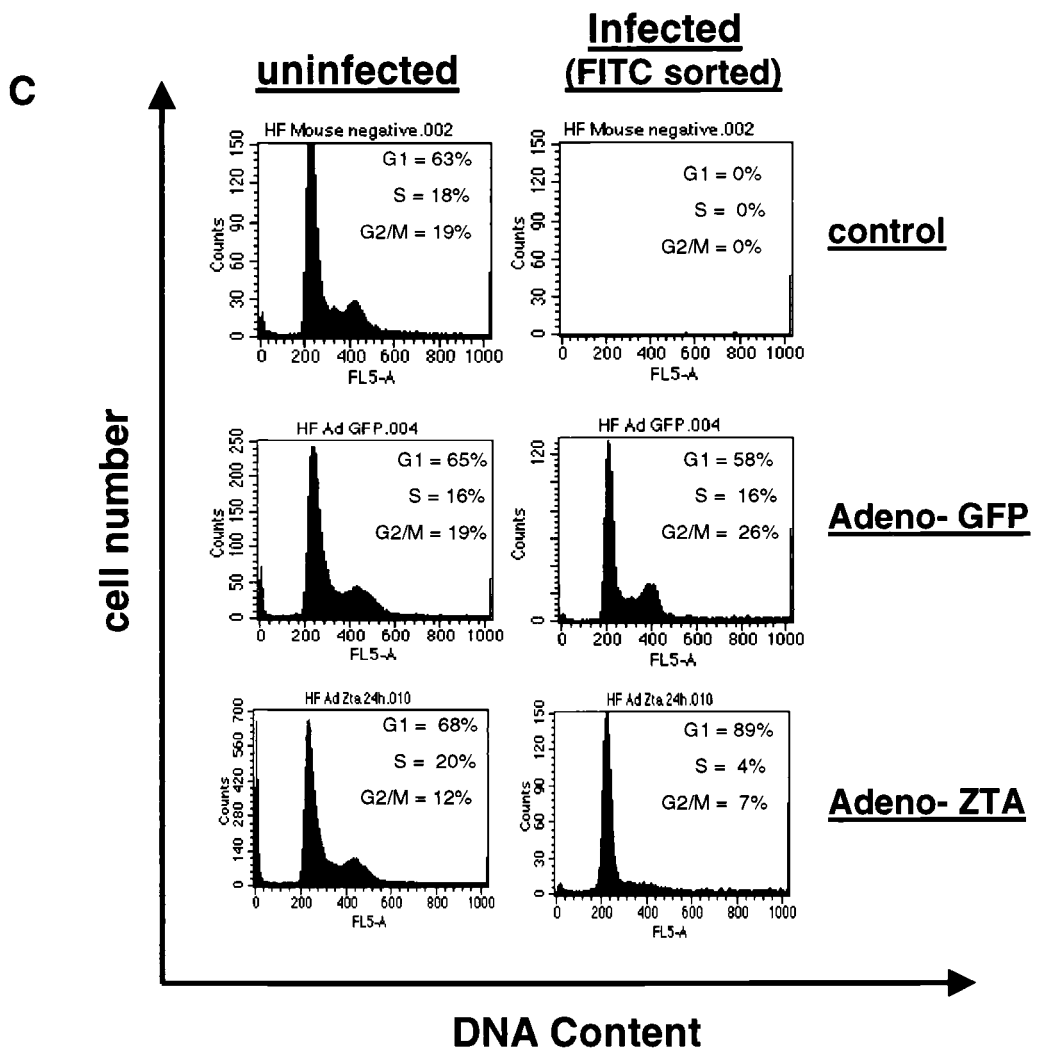 C
uninfected
Infected
(FITC sorted)
HF Mouse negative.002
G1 = 63%
S = 18%
G2/M = 19%
Counts
150
120
90
60
30
0
0 200 400 600 800 1000
FL5-A
HF Mouse negative.002
G1 = 0%
S = 0%
G2/M = 0%
Counts
150
120
90
60
30
0
0 200 400 600 800 1000
FL5-A
control
HF Ad GFP.004
G1 = 65%
S = 16%
G2/M = 19%
Counts
250
200
150
100
50
0
0 200 400 600 800 1000
FL5-A
HF Ad GFP.004
G1 = 58%
S = 16%
G2/M = 26%
Counts
120
120
0 200 400 600 800 1000
FL5-A
Adeno- GFP
HF Ad Zta 24h.010
G1 = 68%
S = 20%
G2/M = 12%
Counts
700
560
420
280
140
0
0 200 400 600 800 1000
FL5-A
HF Ad Zta 24h.010
G1 = 89%
S = 4%
G2/M = 7%
Counts
150
120
90
60
30
0
0 200 400 600 800 1000
FL5-A
Adeno- ZTA
cell number
DNA Content